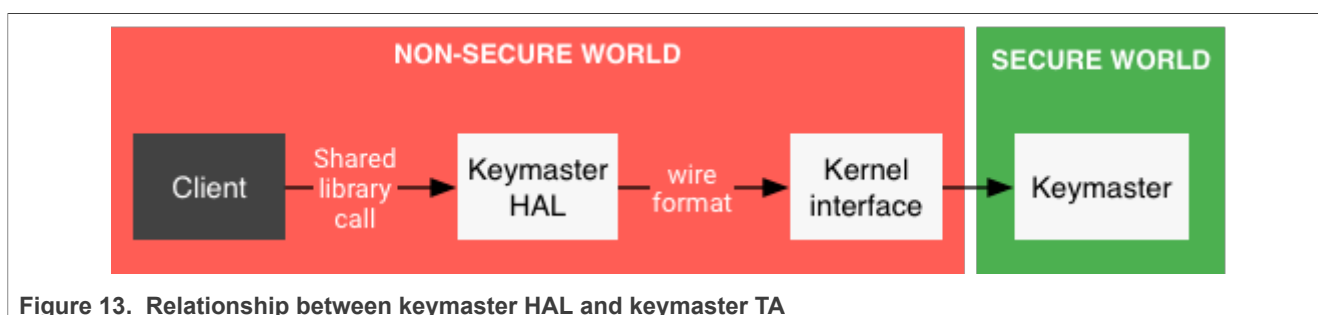 NON-SECURE WORLD
SECURE WORLD
Client
Shared
library
call
Keymaster
HAL
wire
format
Kernel
interface
Keymaster
Figure 13. Relationship between keymaster HAL and keymaster TA